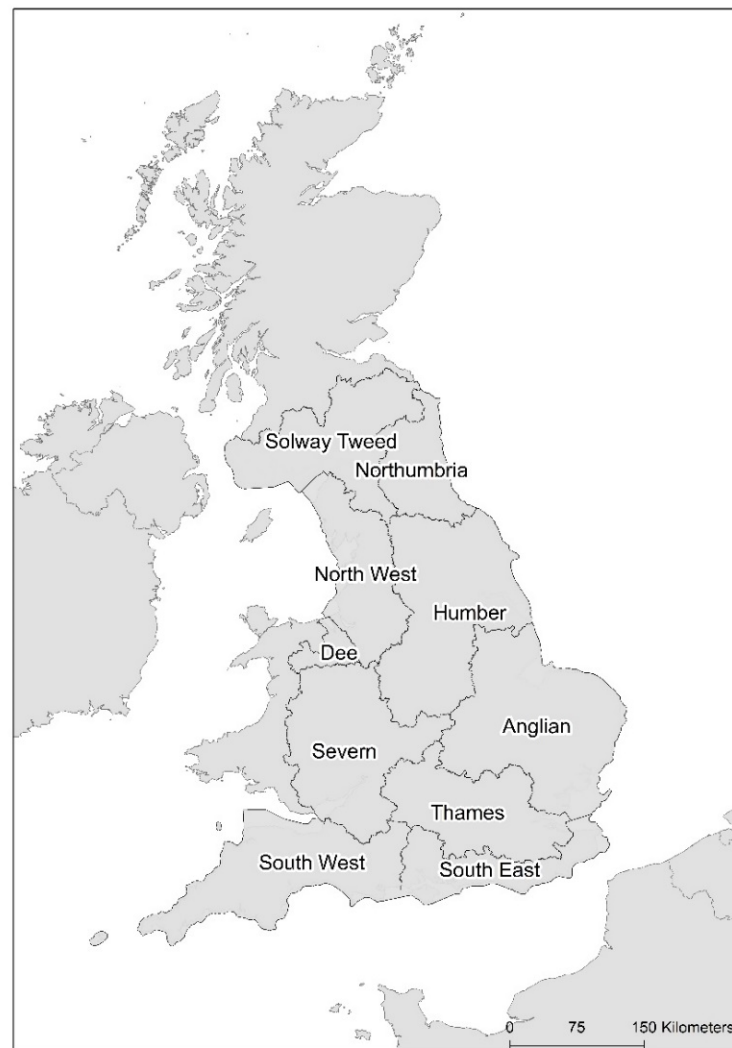 Solway Tweed
Northumbria
North West
Humber
Dee
Anglian
Severn
Thames
South West
South East
0 75 150 Kilometers